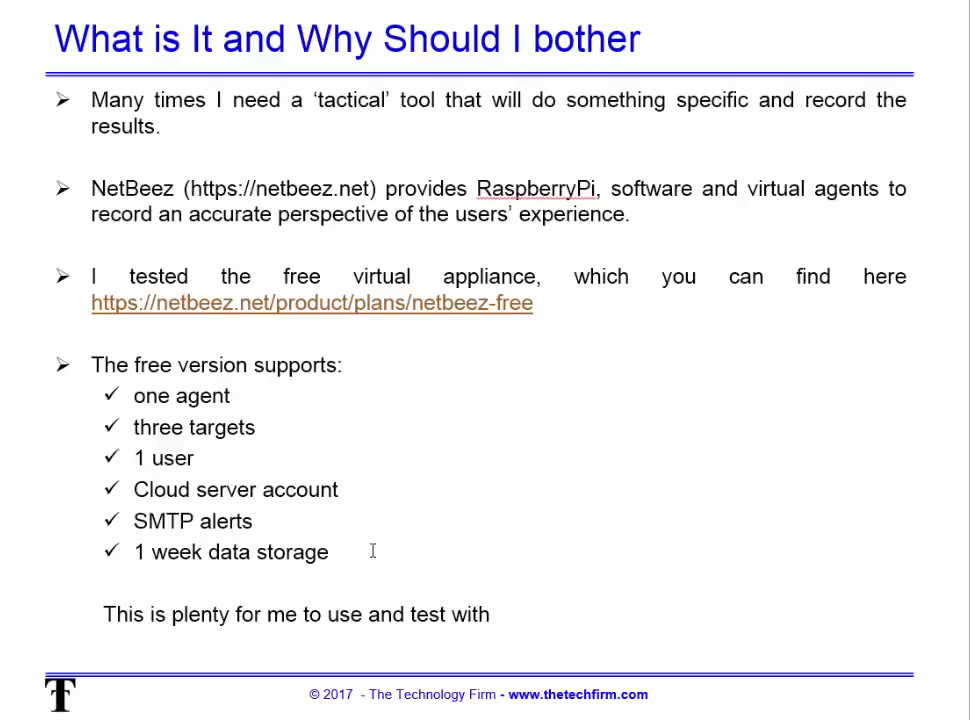 What is It and Why Should I bother
Many times I need a ‘tactical’ tool that will do something specific and record the
results.
NetBeez (https://netbeez.net) provides RaspberryPi, software and virtual agents to
record an accurate perspective of the users’ experience.
I tested the free virtual appliance, which you can find here
https://netbeez.net/product/plans/netbeez-free
The free version supports:
one agent
three targets
1 user
Cloud server account
SMTP alerts
1 week data storage
This is plenty for me to use and test with
T
© 2017 - The Technology Firm - www.thetechfirm.com